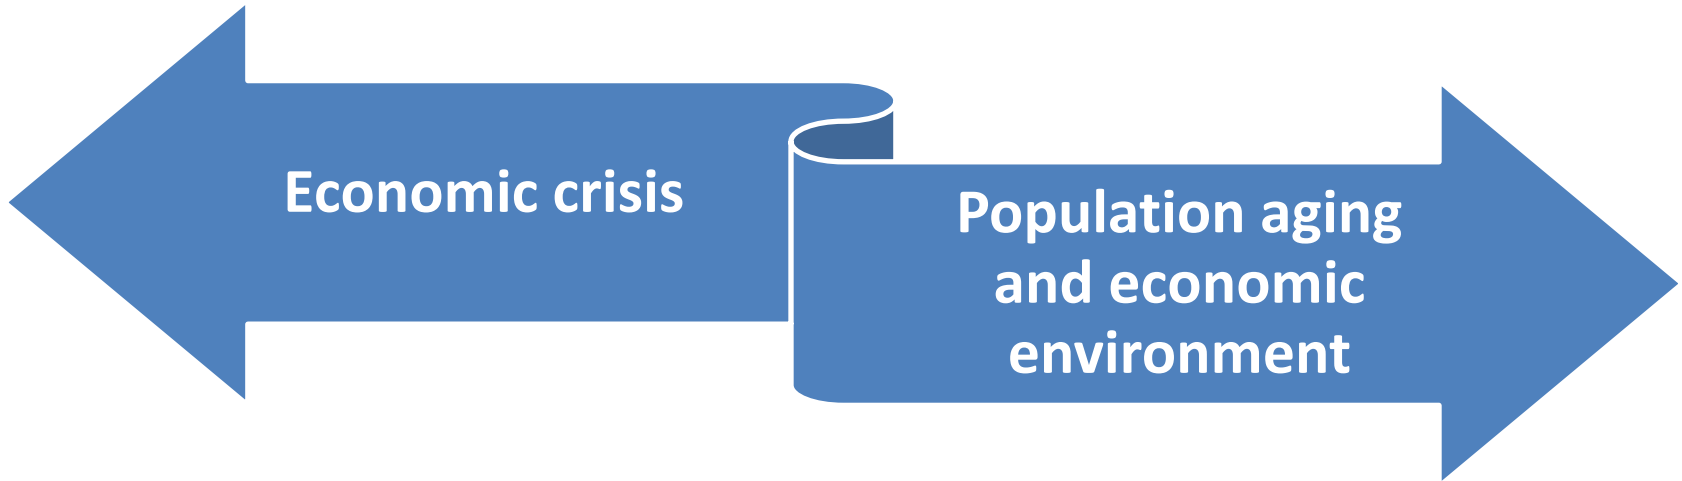 Economic crisis
Population aging
and economic
environment